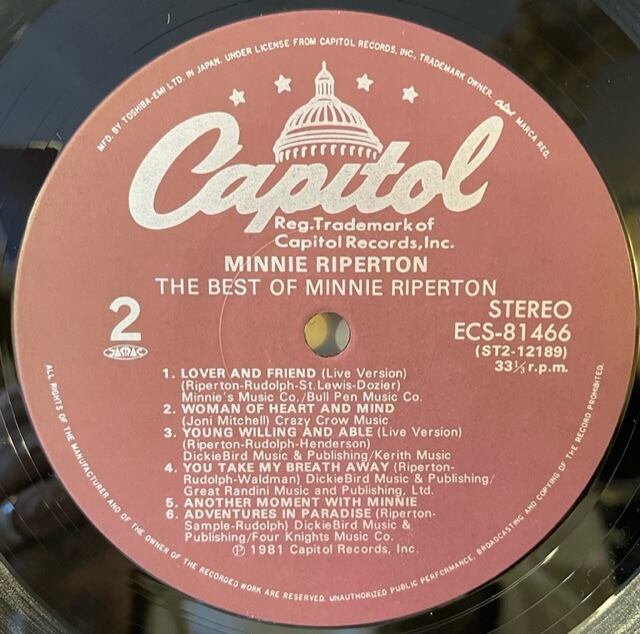 MFD. BY TOSHIBA-EMI LTD. IN JAPAN. UNDER LICENSE FROM CAPITOL RECORDS, INC., TRADEMARK OWNER. Capitol MARCA REG.
Capitol
Reg.Trademark of
Capitol Records,Inc.
MINNIE RIPERTON
THE BEST OF MINNIE RIPERTON
2
JASRAC
STEREO
ECS-81466
(ST2-12189)
33⅓ r.p.m.
1. LOVER AND FRIEND (Live Version)
(Riperton-Rudolph-St.Lewis-Dozier)
Minnie's Music Co./Bull Pen Music Co.
2. WOMAN OF HEART AND MIND
(Joni Mitchell) Crazy Crow Music
3. YOUNG WILLING AND ABLE (Live Version)
(Riperton-Rudolph-Henderson)
DickieBird Music & Publishing/Kerith Music
4. YOU TAKE MY BREATH AWAY (Riperton-
Rudolph-Waldman) DickieBird Music & Publishing/
Great Randini Music and Publishing, Ltd.
5. ANOTHER MOMENT WITH MINNIE
6. ADVENTURES IN PARADISE (Riperton-
Sample-Rudolph) DickieBird Music &
Publishing/Four Knights Music Co.
℗ 1981 Capitol Records, Inc.
ALL RIGHTS OF THE MANUFACTURER AND OF THE OWNER OF THE RECORDED WORK ARE RESERVED. UNAUTHORIZED PUBLIC PERFORMANCE, BROADCASTING AND COPYING OF THE RECORD PROHIBITED.